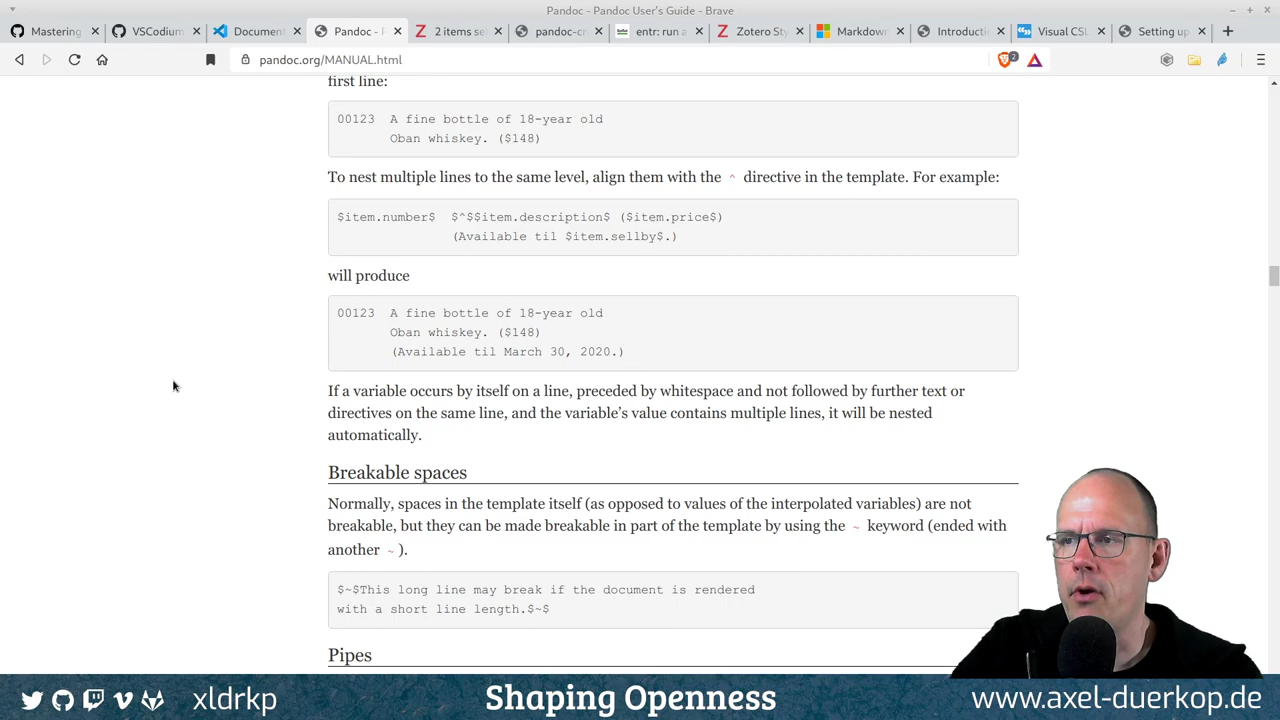 Pandoc - Pandoc User's Guide - Brave
Mastering
VSCodium
Document
Pandoc - P
2 items se
pandoc-cr
entr: run a
Zotero Sty
Markdown
Introducti
Visual CSL
Setting up
pandoc.org/MANUAL.html
2
first line:
00123  A fine bottle of 18-year old
Oban whiskey. ($148)
To nest multiple lines to the same level, align them with the ^ directive in the template. For example:
$item.number$  $^$$item.description$ ($item.price$)
(Available til $item.sellby$.)
will produce
00123  A fine bottle of 18-year old
Oban whiskey. ($148)
(Available til March 30, 2020.)
If a variable occurs by itself on a line, preceded by whitespace and not followed by further text or
directives on the same line, and the variable’s value contains multiple lines, it will be nested
automatically.
Breakable spaces
Normally, spaces in the template itself (as opposed to values of the interpolated variables) are not
breakable, but they can be made breakable in part of the template by using the ~ keyword (ended with
another ~ ).
$~$This long line may break if the document is rendered
with a short line length.$~$
Pipes
xldrkp
Shaping Openness
www.axel-duerkop.de